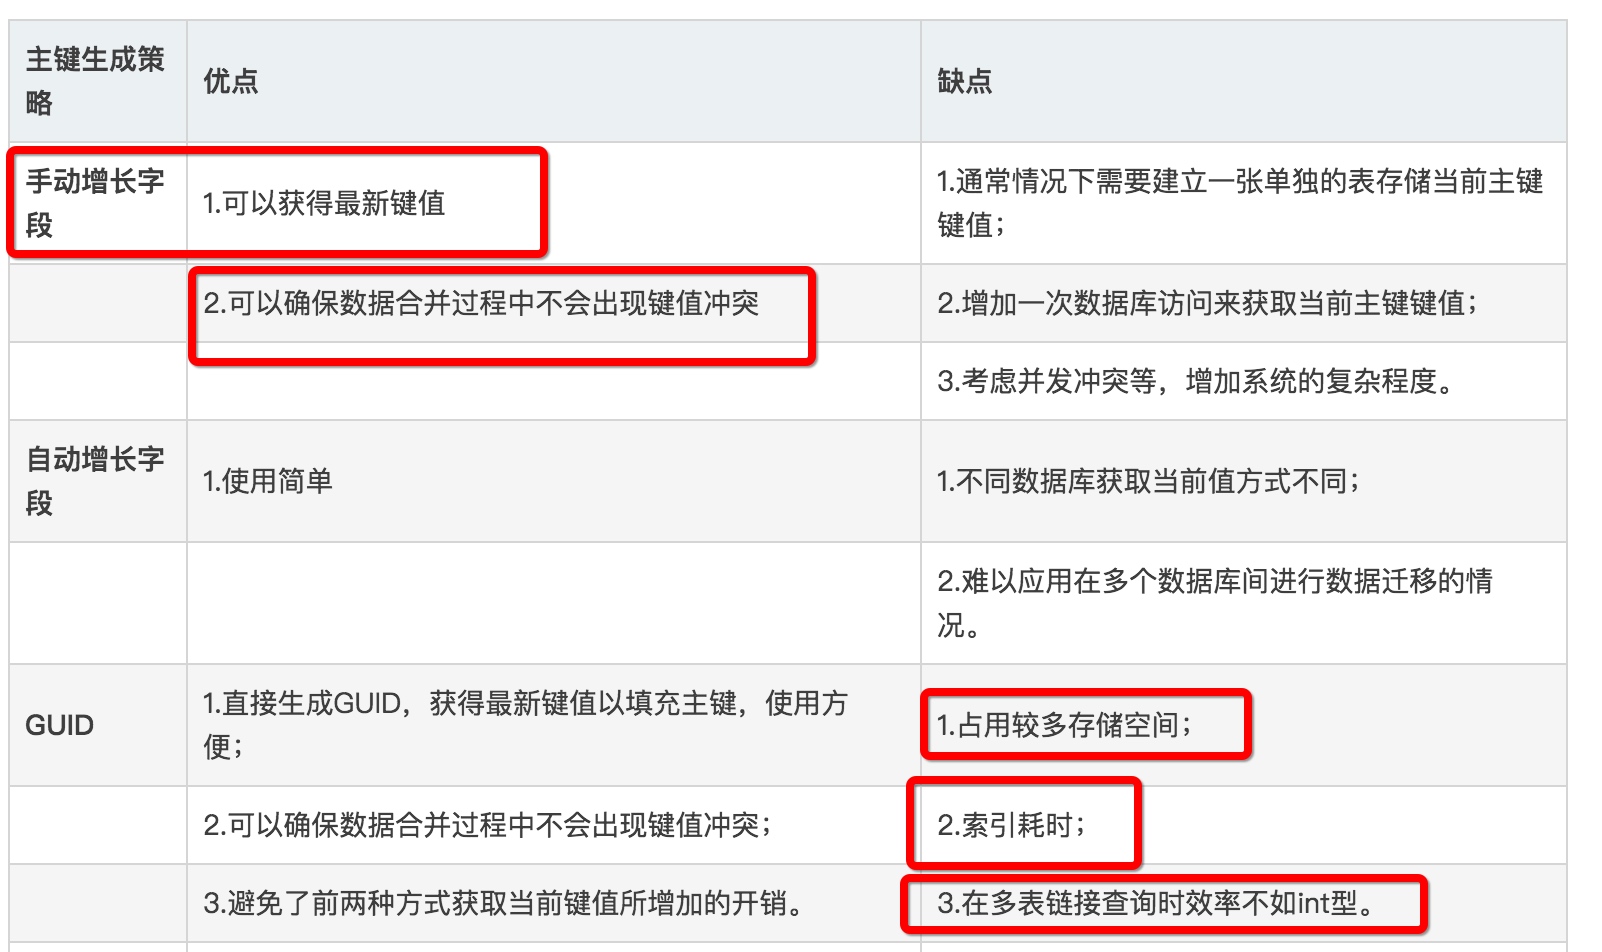 主键生成策
略
优点
缺点
手动增长字
段
1.可以获得最新键值
1.通常情况下需要建立一张单独的表存储当前主键
键值；
2.可以确保数据合并过程中不会出现键值冲突
2.增加一次数据库访问来获取当前主键键值；
3.考虑并发冲突等，增加系统的复杂程度。
自动增长字
段
1.使用简单
1.不同数据库获取当前值方式不同；
2.难以应用在多个数据库间进行数据迁移的情
况。
GUID
1.直接生成GUID，获得最新键值以填充主键，使用方
便；
1.占用较多存储空间；
2.可以确保数据合并过程中不会出现键值冲突；
2.索引耗时；
3.避免了前两种方式获取当前键值所增加的开销。
3.在多表链接查询时效率不如int型。